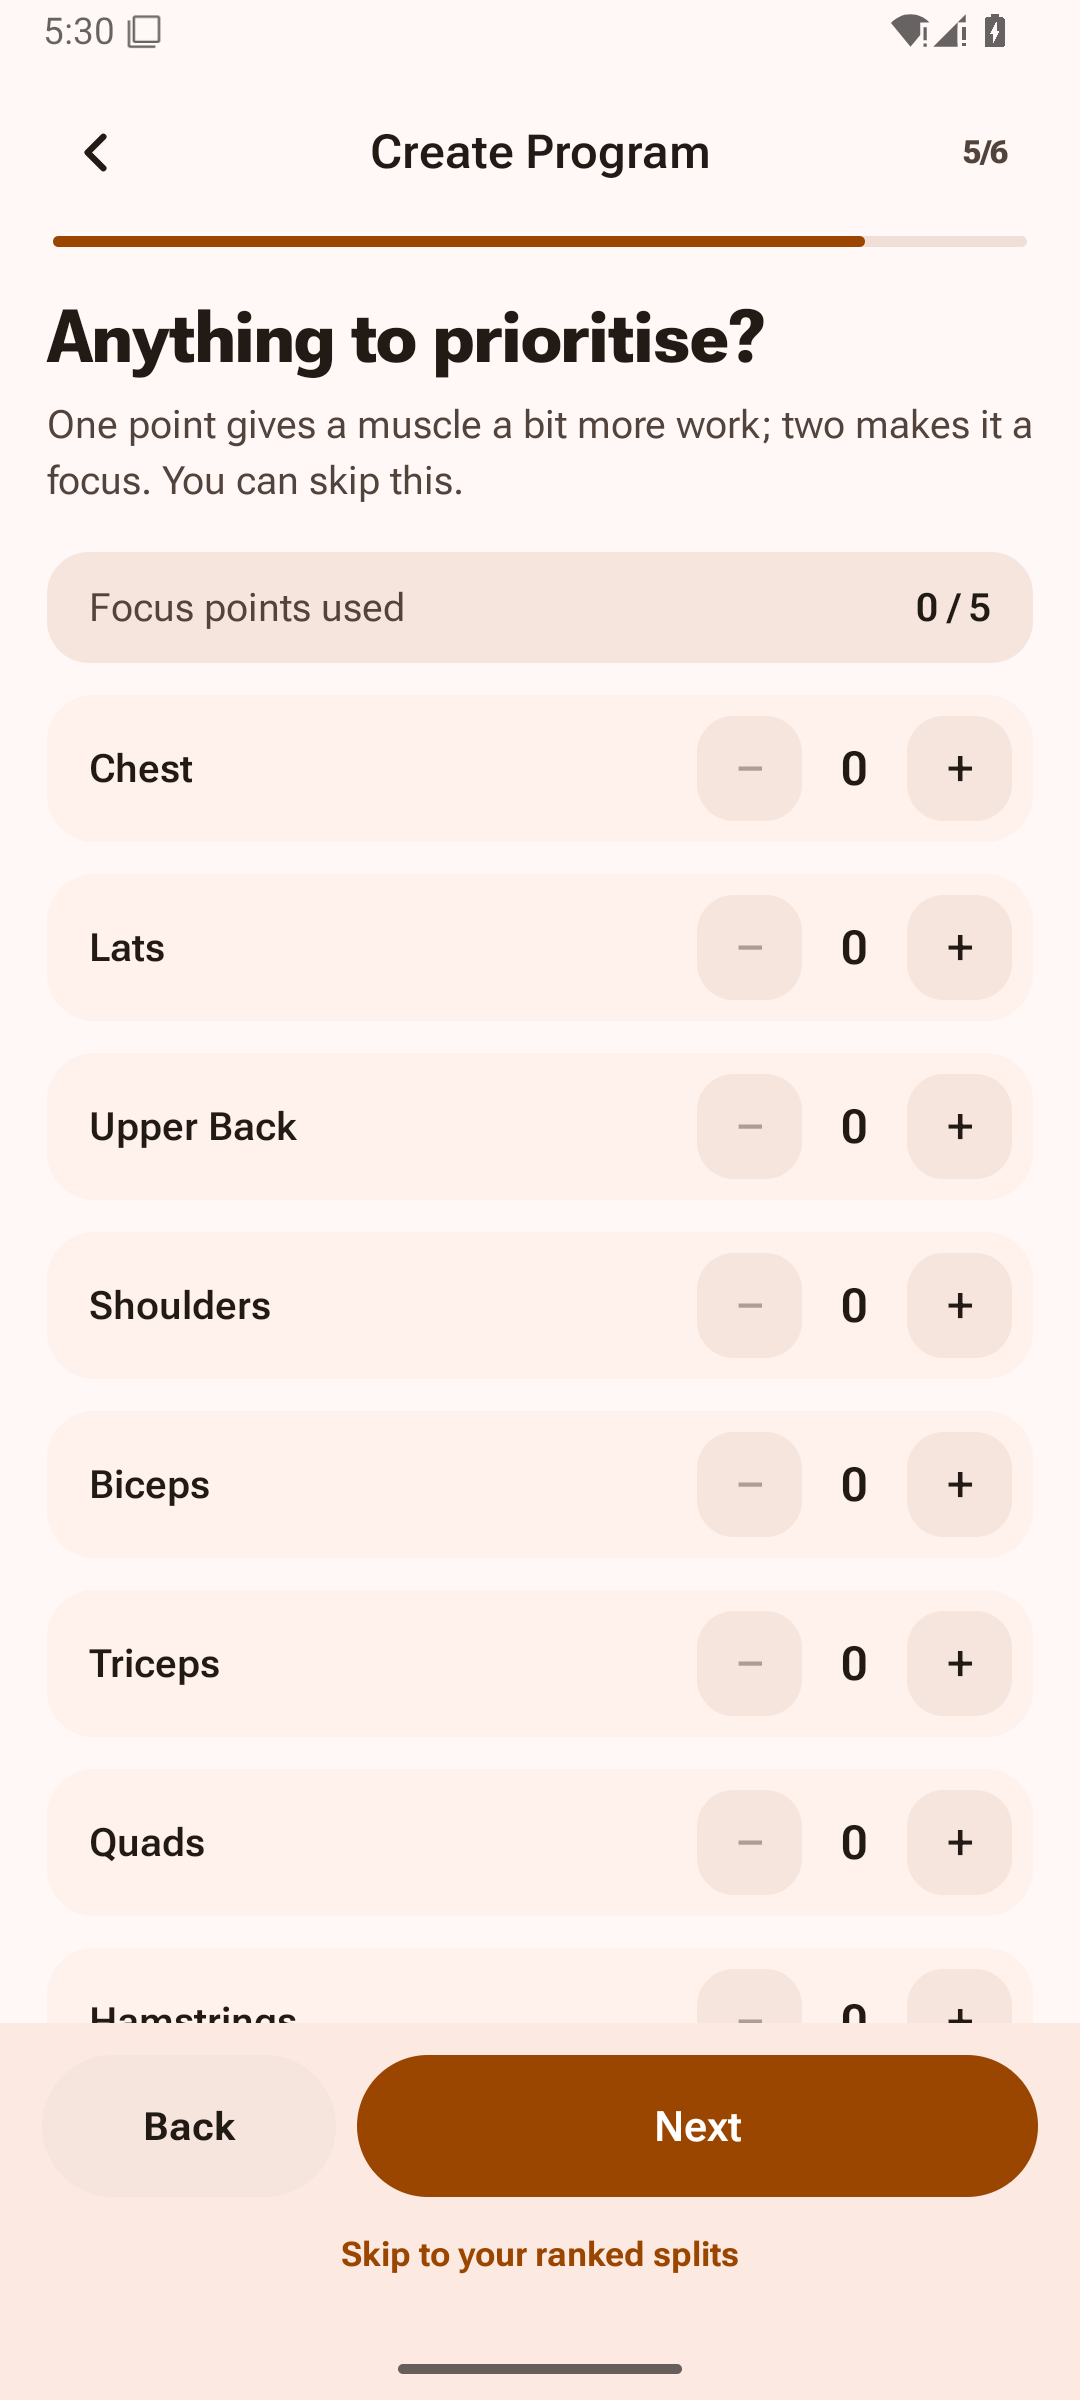 5:30
Create Program
5/6
Anything to prioritise?
One point gives a muscle a bit more work; two makes it a
focus. You can skip this.
Focus points used 0 / 5
Chest − 0 +
Lats − 0 +
Upper Back − 0 +
Shoulders − 0 +
Biceps − 0 +
Triceps − 0 +
Quads − 0 +
Hamstrings − 0 +
Back
Next
Skip to your ranked splits